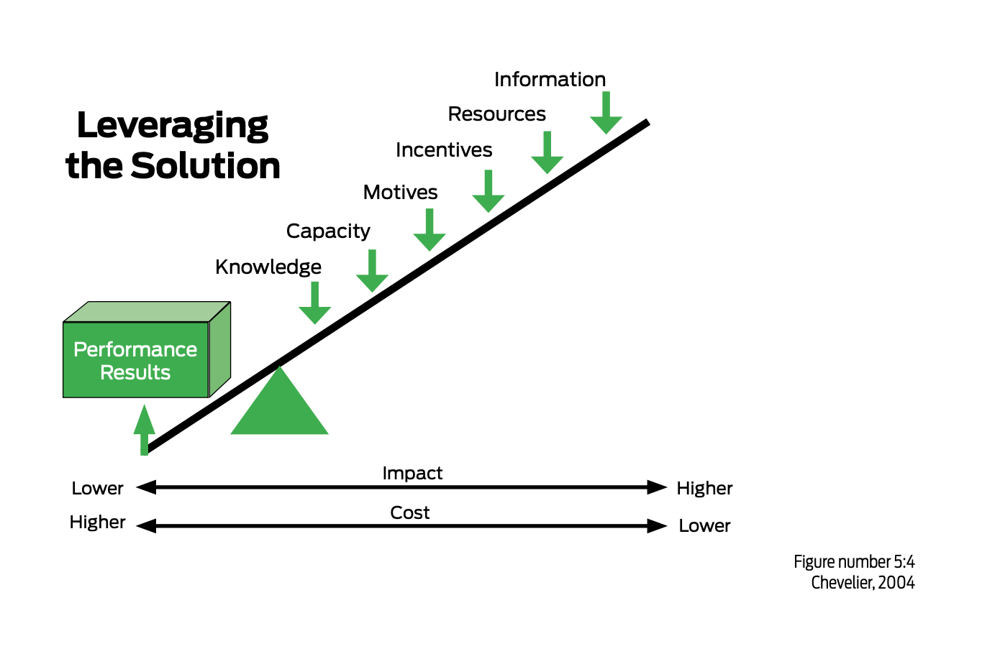 Leveraging
the Solution
Information
Resources
Incentives
Motives
Capacity
Knowledge
Performance
Results
Impact
Lower
Higher
Cost
Higher
Lower
Figure number 5:4
Chevelier, 2004